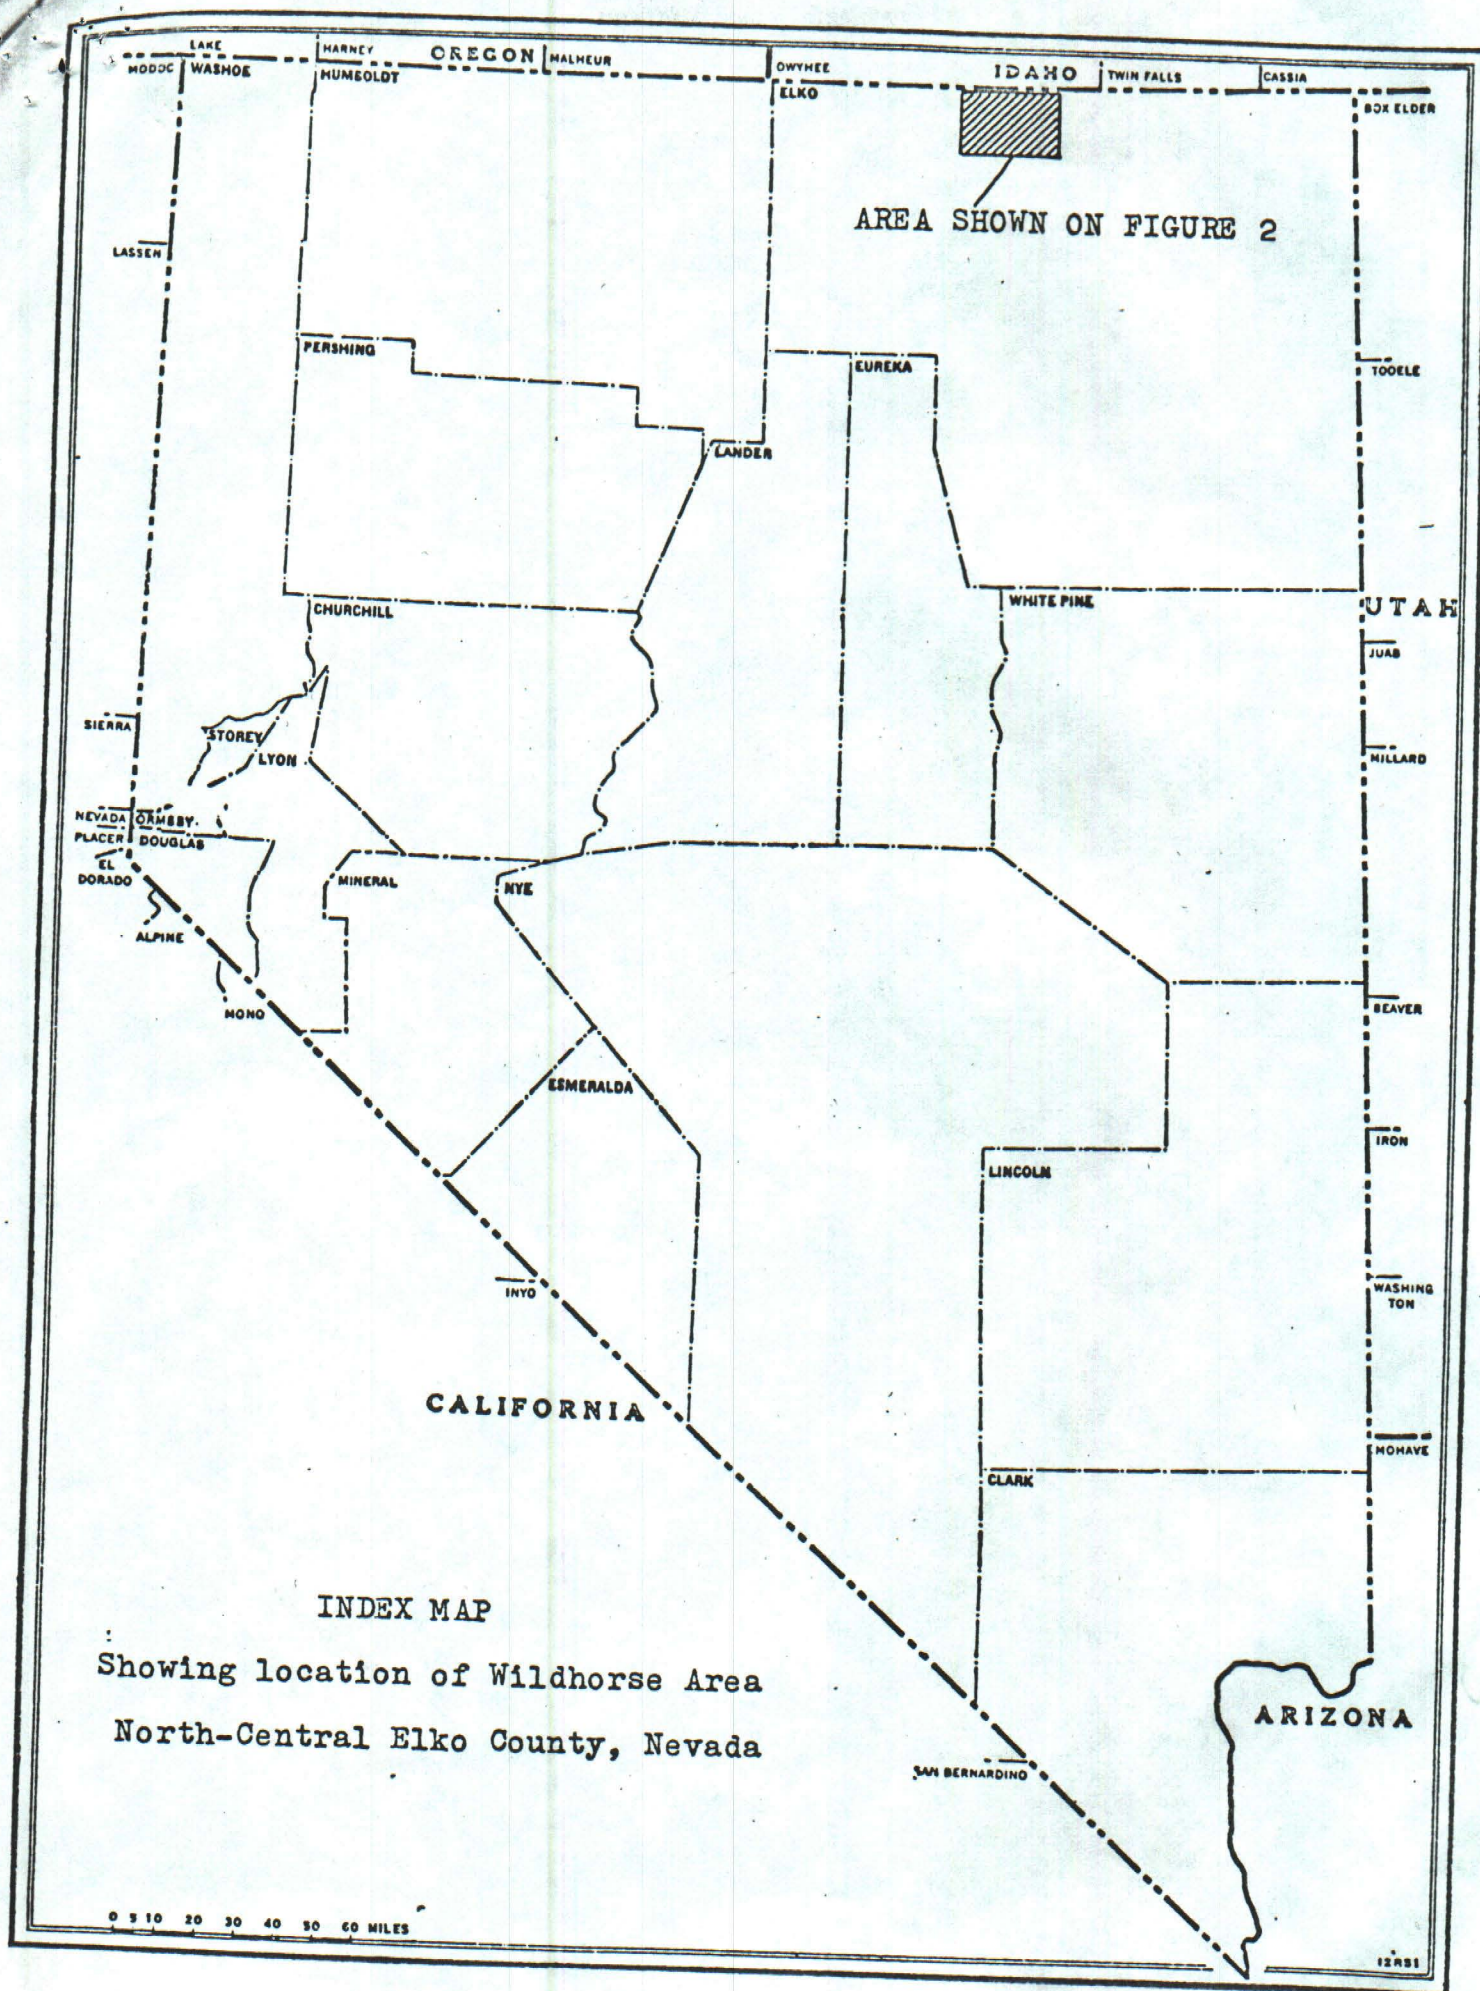 LAKE
HARNEY
OREGON
MALHEUR
OWYHEE
IDAHO
TWIN FALLS
CASSIA
MODOC
WASHOE
HUMBOLDT
ELKO
BOX ELDER
AREA SHOWN ON FIGURE 2
LASSEN
PERSHING
EUREKA
TOOELE
LANDER
CHURCHILL
WHITE PINE
UTAH
JUAB
SIERRA
STOREY
LYON
MILLARD
NEVADA
ORMSBY
PLACER
DOUGLAS
EL
DORADO
MINERAL
NYE
ALPINE
MONO
BEAVER
ESMERALDA
IRON
LINCOLN
INYO
WASHING
TON
CALIFORNIA
MOHAVE
CLARK
INDEX MAP
Showing location of Wildhorse Area
North-Central Elko County, Nevada
ARIZONA
SAN BERNARDINO
0 5 10 20 30 40 50 60 MILES